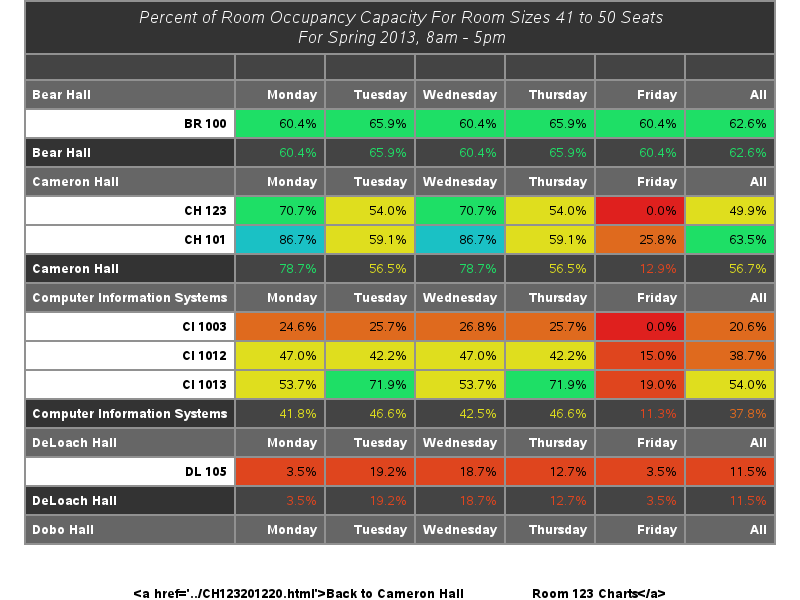 Percent of Room Occupancy Capacity For Room Sizes 41 to 50 Seats
For Spring 2013, 8am - 5pm
Bear Hall Monday Tuesday Wednesday Thursday Friday All
BR 100 60.4% 65.9% 60.4% 65.9% 60.4% 62.6%
Bear Hall 60.4% 65.9% 60.4% 65.9% 60.4% 62.6%
Cameron Hall Monday Tuesday Wednesday Thursday Friday All
CH 123 70.7% 54.0% 70.7% 54.0% 0.0% 49.9%
CH 101 86.7% 59.1% 86.7% 59.1% 25.8% 63.5%
Cameron Hall 78.7% 56.5% 78.7% 56.5% 12.9% 56.7%
Computer Information Systems Monday Tuesday Wednesday Thursday Friday All
CI 1003 24.6% 25.7% 26.8% 25.7% 0.0% 20.6%
CI 1012 47.0% 42.2% 47.0% 42.2% 15.0% 38.7%
CI 1013 53.7% 71.9% 53.7% 71.9% 19.0% 54.0%
Computer Information Systems 41.8% 46.6% 42.5% 46.6% 11.3% 37.8%
DeLoach Hall Monday Tuesday Wednesday Thursday Friday All
DL 105 3.5% 19.2% 18.7% 12.7% 3.5% 11.5%
DeLoach Hall 3.5% 19.2% 18.7% 12.7% 3.5% 11.5%
Dobo Hall Monday Tuesday Wednesday Thursday Friday All
<a href='../CH123201220.html'>Back to Cameron Hall Room 123 Charts</a>